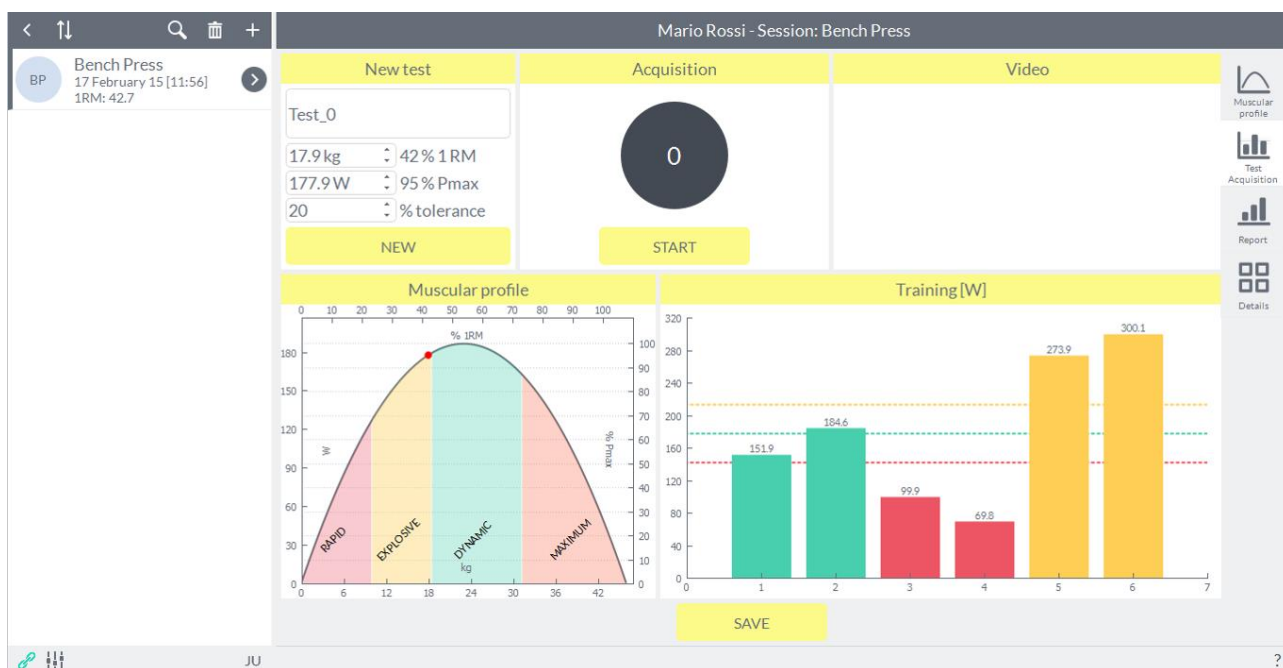 Mario Rossi - Session: Bench Press
BP
Bench Press
17 February 15 [11:56]
1RM: 42.7
New test
Test_0
17.9 kg 42 % 1 RM
177.9 W 95 % Pmax
20 % tolerance
NEW
Acquisition
0
START
Video
Muscular profile
Test Acquisition
Report
Details
Muscular profile
0 10 20 30 40 50 60 70 80 90 100
% 1RM
180
150
120
90
60
30
0
W
100
90
80
70
60
50
40
30
20
10
0
% Pmax
RAPID
EXPLOSIVE
DYNAMIC
MAXIMUM
kg
0 6 12 18 24 30 36 42
Training [W]
320
280
240
200
160
120
80
40
0
151.9
184.6
99.9
69.8
273.9
300.1
0 1 2 3 4 5 6 7
SAVE
JU
?